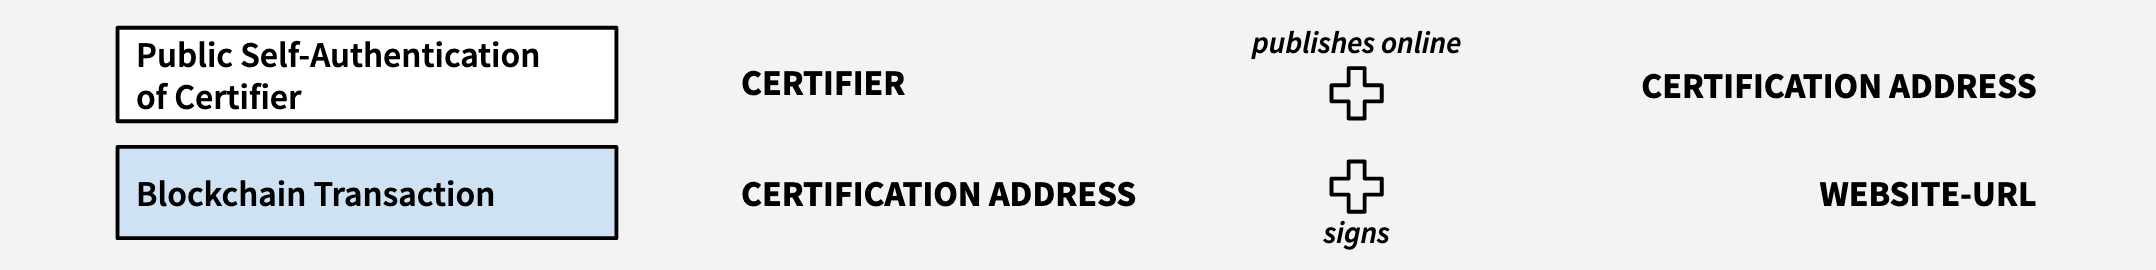 Public Self-Authentication
of Certifier
CERTIFIER
publishes online
CERTIFICATION ADDRESS
Blockchain Transaction
CERTIFICATION ADDRESS
signs
WEBSITE-URL